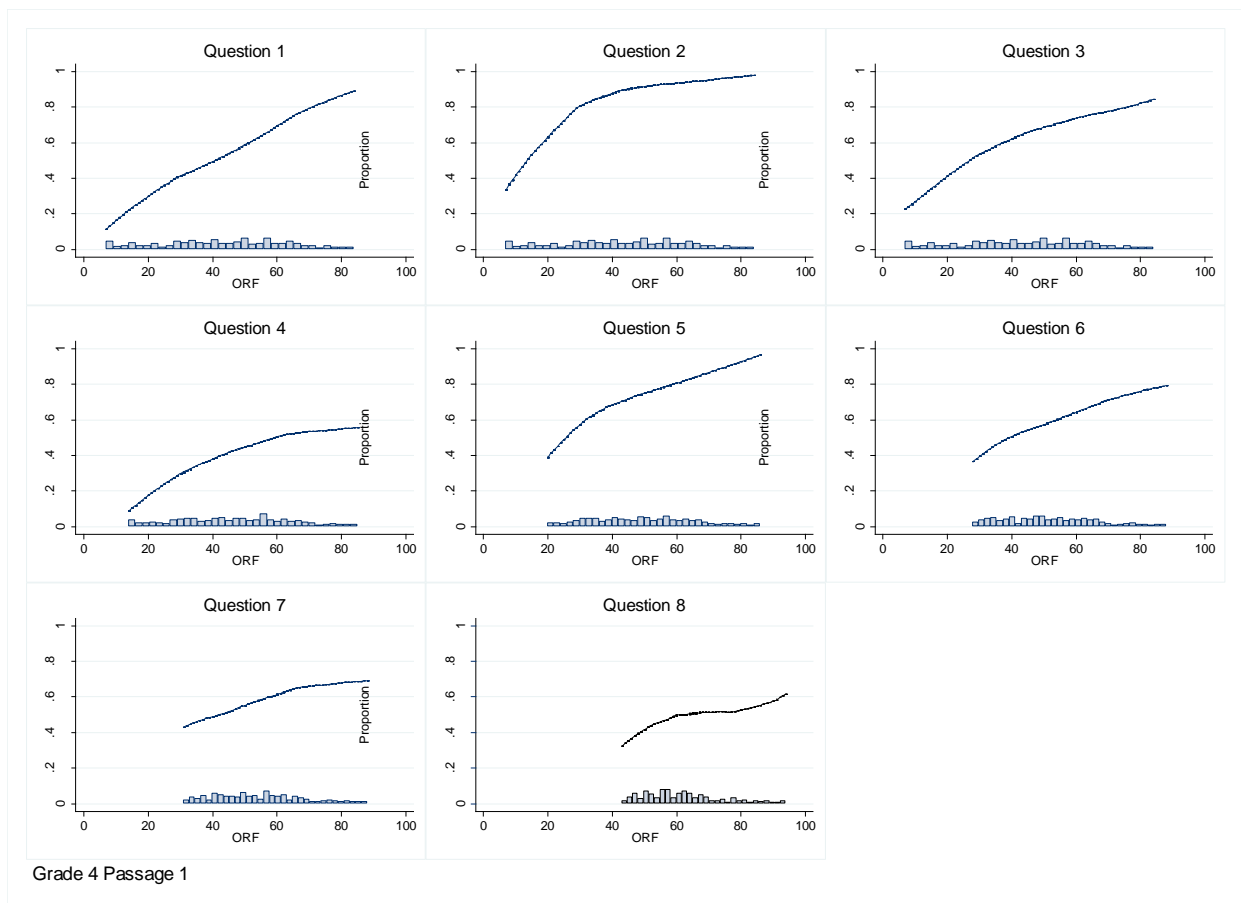 Question 1
1
.8
.6
.4
.2
0
Proportion
0 20 40 60 80 100
ORF
Question 2
1
.8
.6
.4
.2
0
Proportion
0 20 40 60 80 100
ORF
Question 3
1
.8
.6
.4
.2
0
0 20 40 60 80 100
ORF
Question 4
1
.8
.6
.4
.2
0
Proportion
0 20 40 60 80 100
ORF
Question 5
1
.8
.6
.4
.2
0
Proportion
0 20 40 60 80 100
ORF
Question 6
1
.8
.6
.4
.2
0
0 20 40 60 80 100
ORF
Question 7
1
.8
.6
.4
.2
0
Proportion
0 20 40 60 80 100
ORF
Question 8
1
.8
.6
.4
.2
0
0 20 40 60 80 100
ORF
Grade 4 Passage 1